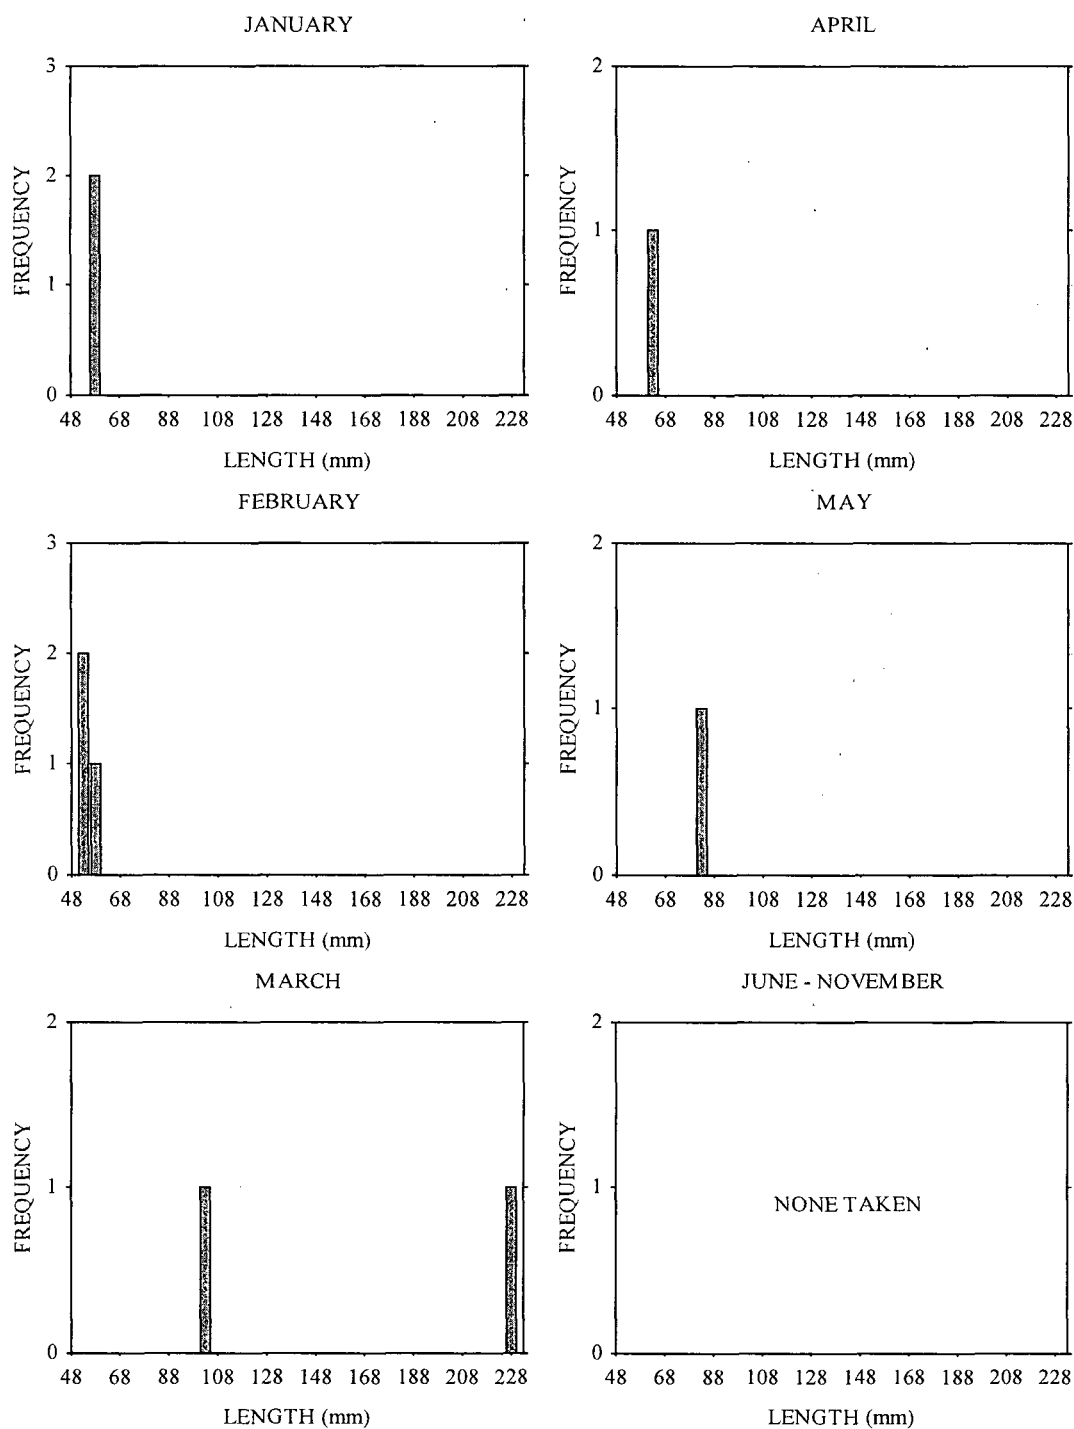 JANUARY
3
2
1
0
FREQUENCY
48 68 88 108 128 148 168 188 208 228
LENGTH (mm)
APRIL
2
1
0
FREQUENCY
48 68 88 108 128 148 168 188 208 228
LENGTH (mm)
FEBRUARY
3
2
1
0
FREQUENCY
48 68 88 108 128 148 168 188 208 228
LENGTH (mm)
MAY
2
1
0
FREQUENCY
48 68 88 108 128 148 168 188 208 228
LENGTH (mm)
MARCH
2
1
0
FREQUENCY
48 68 88 108 128 148 168 188 208 228
LENGTH (mm)
JUNE - NOVEMBER
2
1
0
FREQUENCY
NONE TAKEN
48 68 88 108 128 148 168 188 208 228
LENGTH (mm)